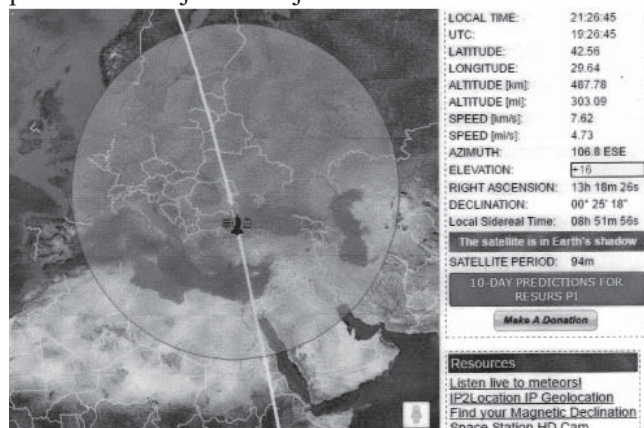 LOCAL TIME: 21:26:45
UTC: 19:26:45
LATITUDE: 42.56
LONGITUDE: 29.64
ALTITUDE [km]: 487.78
ALTITUDE [mi]: 303.09
SPEED [km/s]: 7.62
SPEED [mi/s]: 4.73
AZIMUTH: 106.8 ESE
ELEVATION: +16
RIGHT ASCENSION: 13h 18m 26s
DECLINATION: 00° 25' 18"
Local Sidereal Time: 08h 51m 56s
The satellite is in Earth's shadow
SATELLITE PERIOD: 94m
10-DAY PREDICTIONS FOR
RESURS P1
Make A Donation
Resources
Listen live to meteors!
IP2Location IP Geolocation
Find your Magnetic Declination
Space Station HD Cam